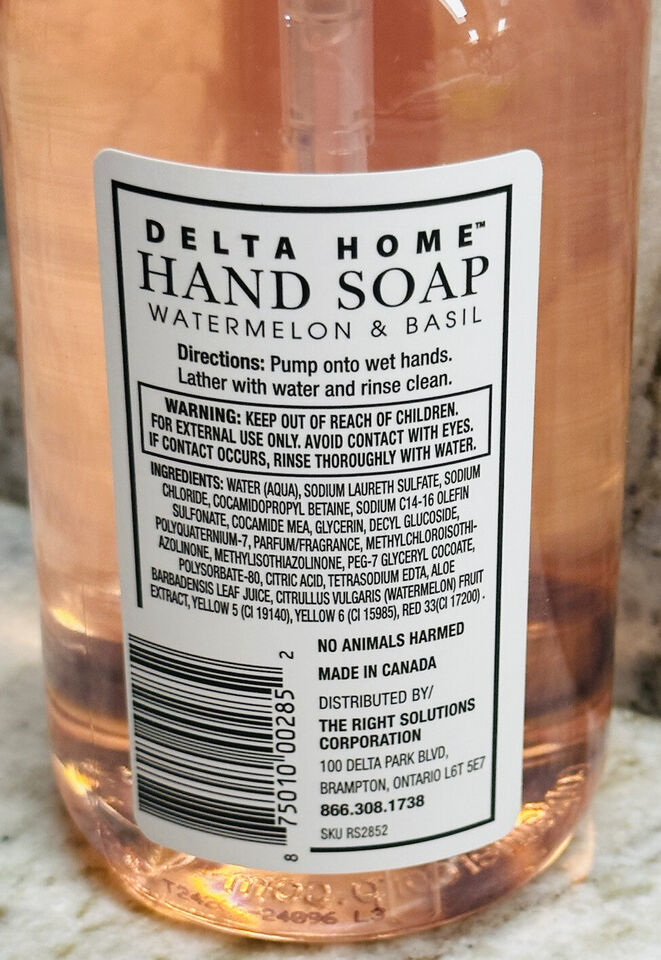 DELTA HOME™
HAND SOAP
WATERMELON & BASIL
Directions: Pump onto wet hands.
Lather with water and rinse clean.
WARNING: KEEP OUT OF REACH OF CHILDREN.
FOR EXTERNAL USE ONLY. AVOID CONTACT WITH EYES.
IF CONTACT OCCURS, RINSE THOROUGHLY WITH WATER.
INGREDIENTS: WATER (AQUA), SODIUM LAURETH SULFATE, SODIUM
CHLORIDE, COCAMIDOPROPYL BETAINE, SODIUM C14-16 OLEFIN
SULFONATE, COCAMIDE MEA, GLYCERIN, DECYL GLUCOSIDE,
POLYQUATERNIUM-7, PARFUM/FRAGRANCE, METHYLCHLOROISOTHI-
AZOLINONE, METHYLISOTHIAZOLINONE, PEG-7 GLYCERYL COCOATE,
POLYSORBATE-80, CITRIC ACID, TETRASODIUM EDTA, ALOE
BARBADENSIS LEAF JUICE, CITRULLUS VULGARIS (WATERMELON) FRUIT
EXTRACT, YELLOW 5 (CI 19140), YELLOW 6 (CI 15985), RED 33(CI 17200) .
8 75010 00285 2
NO ANIMALS HARMED
MADE IN CANADA
DISTRIBUTED BY/
THE RIGHT SOLUTIONS
CORPORATION
100 DELTA PARK BLVD,
BRAMPTON, ONTARIO L6T 5E7
866.308.1738
SKU RS2852
24096